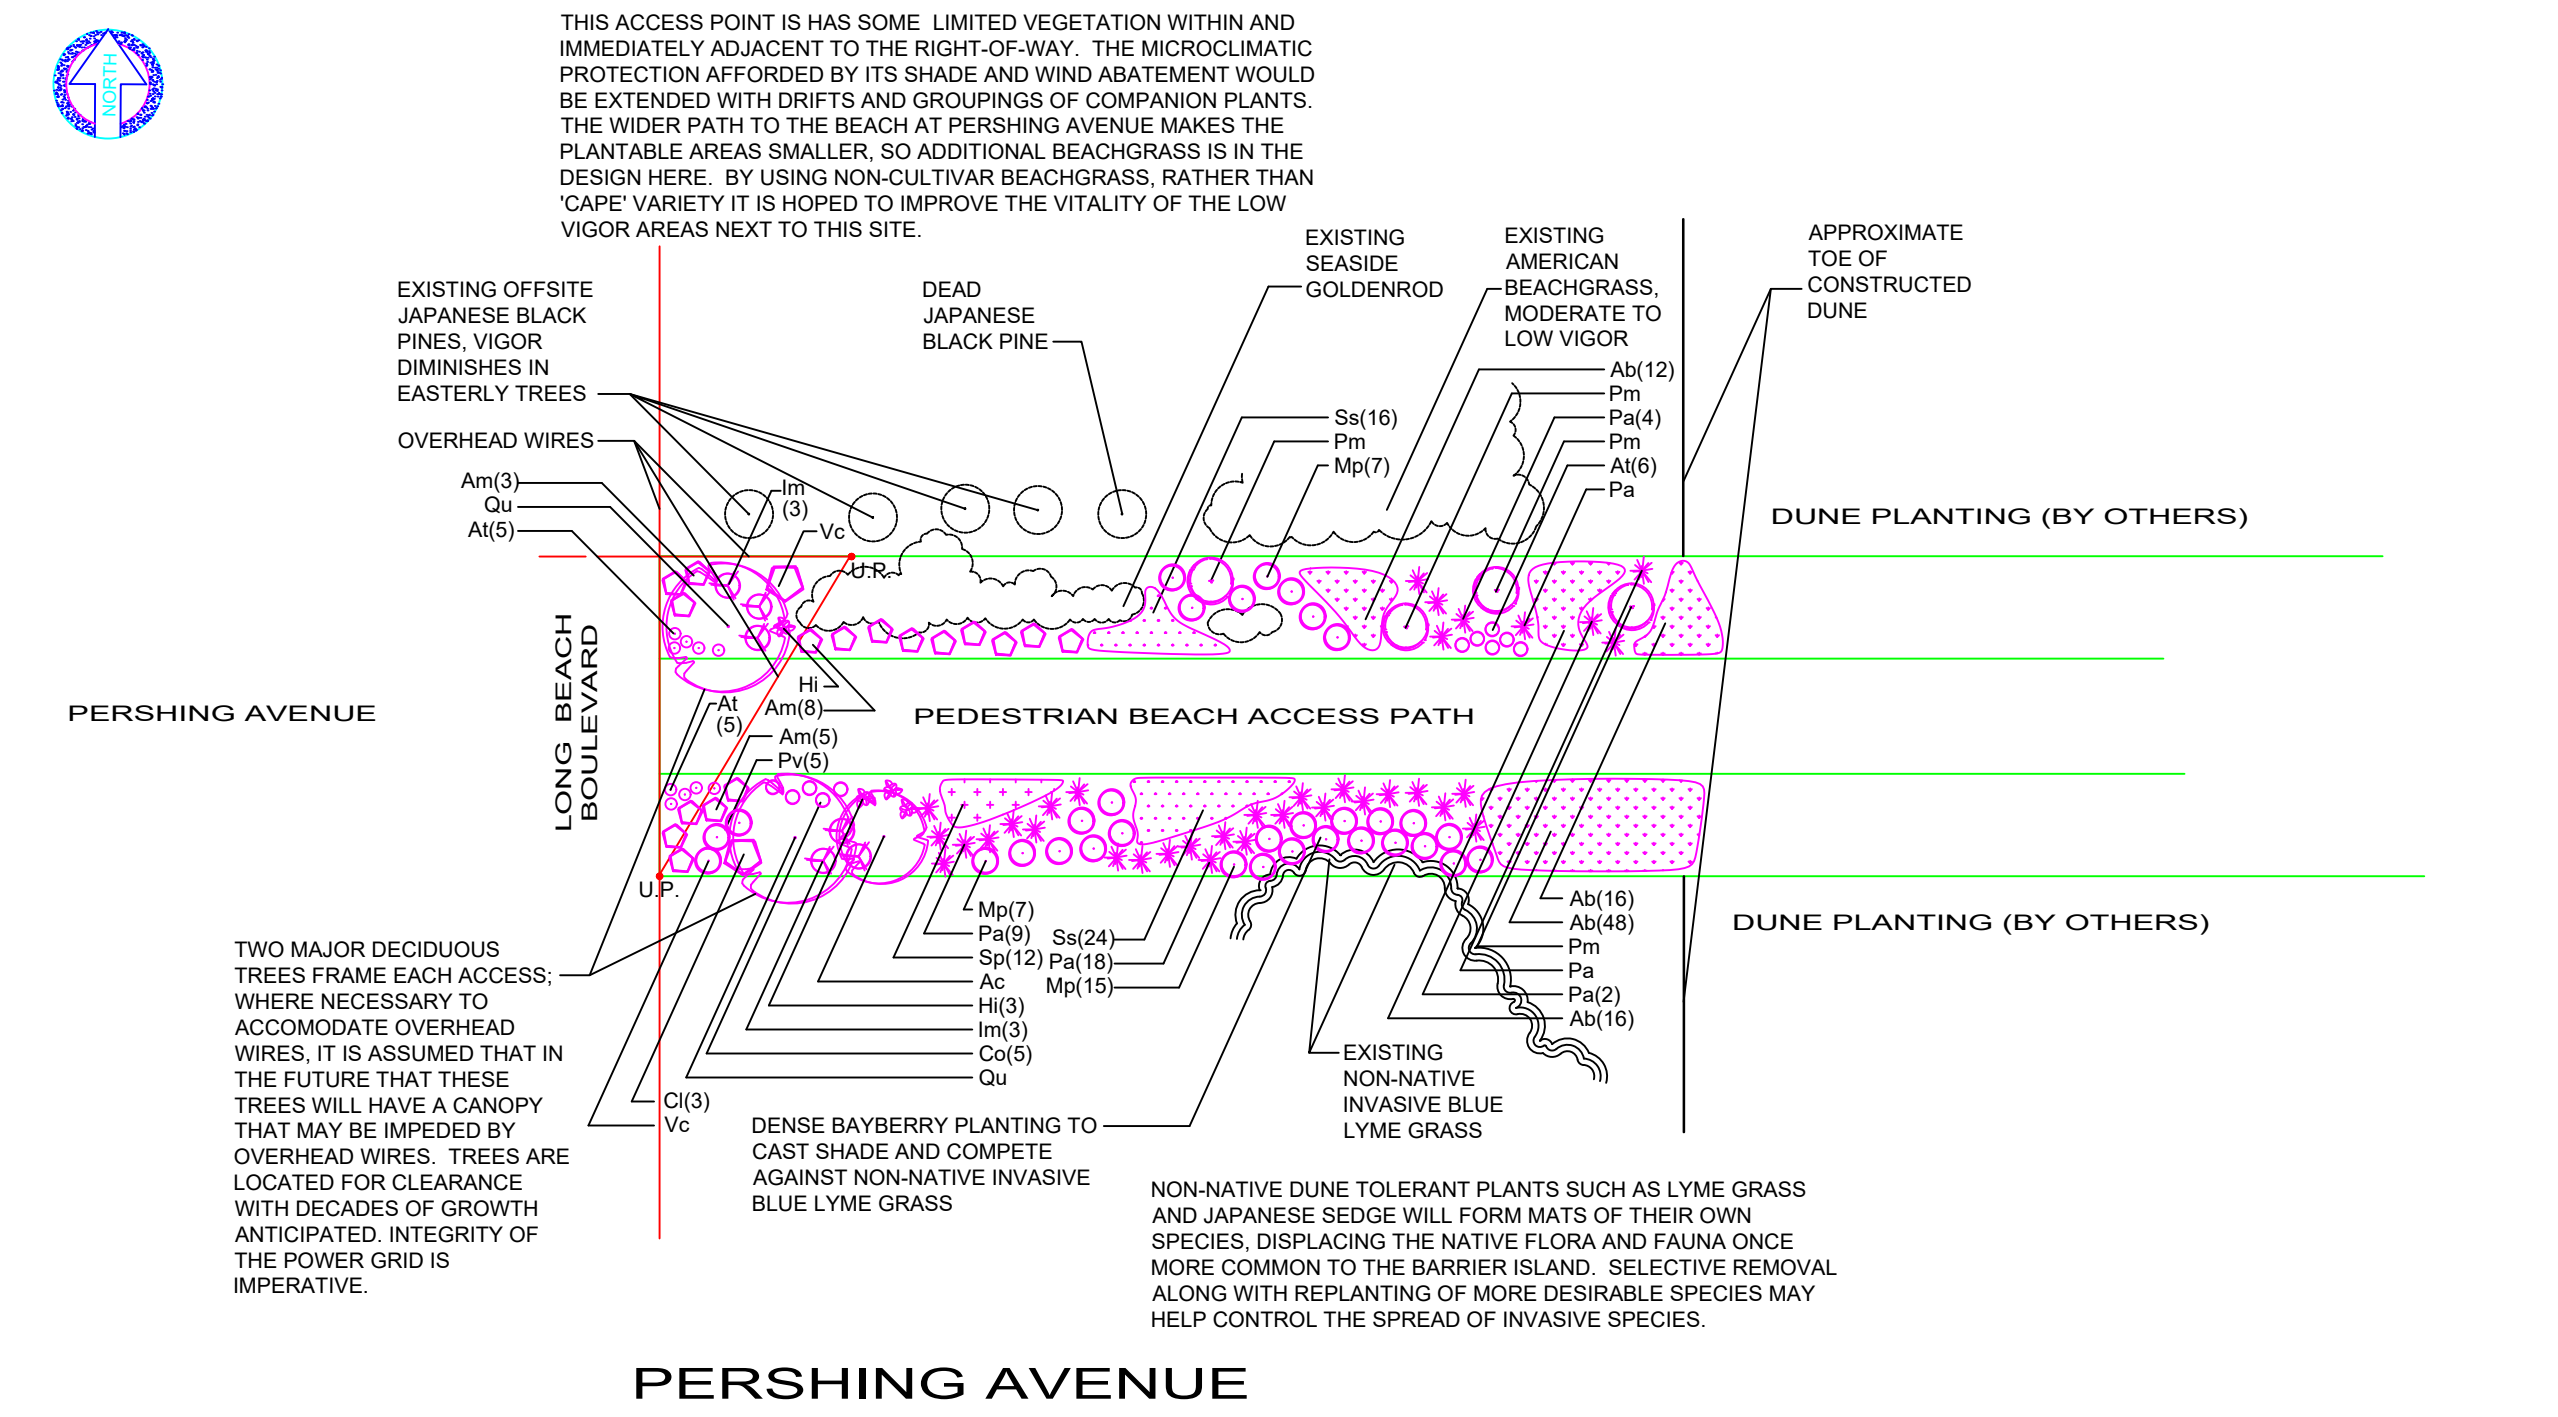 NORTH
THIS ACCESS POINT IS HAS SOME  LIMITED VEGETATION WITHIN AND
IMMEDIATELY ADJACENT TO THE RIGHT-OF-WAY.  THE MICROCLIMATIC
PROTECTION AFFORDED BY ITS SHADE AND WIND ABATEMENT WOULD
BE EXTENDED WITH DRIFTS AND GROUPINGS OF COMPANION PLANTS.
THE WIDER PATH TO THE BEACH AT PERSHING AVENUE MAKES THE
PLANTABLE AREAS SMALLER, SO ADDITIONAL BEACHGRASS IS IN THE
DESIGN HERE.  BY USING NON-CULTIVAR BEACHGRASS, RATHER THAN
'CAPE' VARIETY IT IS HOPED TO IMPROVE THE VITALITY OF THE LOW
VIGOR AREAS NEXT TO THIS SITE.
EXISTING OFFSITE
JAPANESE BLACK
PINES, VIGOR
DIMINISHES IN
EASTERLY TREES
OVERHEAD WIRES
Am(3)
Qu
At(5)
DEAD
JAPANESE
BLACK PINE
EXISTING
SEASIDE
GOLDENROD
EXISTING
AMERICAN
BEACHGRASS,
MODERATE TO
LOW VIGOR
APPROXIMATE
TOE OF
CONSTRUCTED
DUNE
Im
(3)
Vc
U.P.
Ss(16)
Pm
Mp(7)
Ab(12)
Pm
Pa(4)
Pm
At(6)
Pa
DUNE PLANTING (BY OTHERS)
PERSHING AVENUE
LONG BEACH
BOULEVARD
Hi
Am(8)
At
(5)
Am(5)
Pv(5)
PEDESTRIAN BEACH ACCESS PATH
U.P.
TWO MAJOR DECIDUOUS
TREES FRAME EACH ACCESS;
WHERE NECESSARY TO
ACCOMODATE OVERHEAD
WIRES, IT IS ASSUMED THAT IN
THE FUTURE THAT THESE
TREES WILL HAVE A CANOPY
THAT MAY BE IMPEDED BY
OVERHEAD WIRES.  TREES ARE
LOCATED FOR CLEARANCE
WITH DECADES OF GROWTH
ANTICIPATED. INTEGRITY OF
THE POWER GRID IS
IMPERATIVE.
Mp(7)
Pa(9)
Sp(12)
Ac
Hi(3)
Im(3)
Co(5)
Qu
Cl(3)
Vc
Ss(24)
Pa(18)
Mp(15)
Ab(16)
Ab(48)
Pm
Pa
Pa(2)
Ab(16)
DUNE PLANTING (BY OTHERS)
DENSE BAYBERRY PLANTING TO
CAST SHADE AND COMPETE
AGAINST NON-NATIVE INVASIVE
BLUE LYME GRASS
EXISTING
NON-NATIVE
INVASIVE BLUE
LYME GRASS
NON-NATIVE DUNE TOLERANT PLANTS SUCH AS LYME GRASS
AND JAPANESE SEDGE WILL FORM MATS OF THEIR OWN
SPECIES, DISPLACING THE NATIVE FLORA AND FAUNA ONCE
MORE COMMON TO THE BARRIER ISLAND.  SELECTIVE REMOVAL
ALONG WITH REPLANTING OF MORE DESIRABLE SPECIES MAY
HELP CONTROL THE SPREAD OF INVASIVE SPECIES.
PERSHING AVENUE